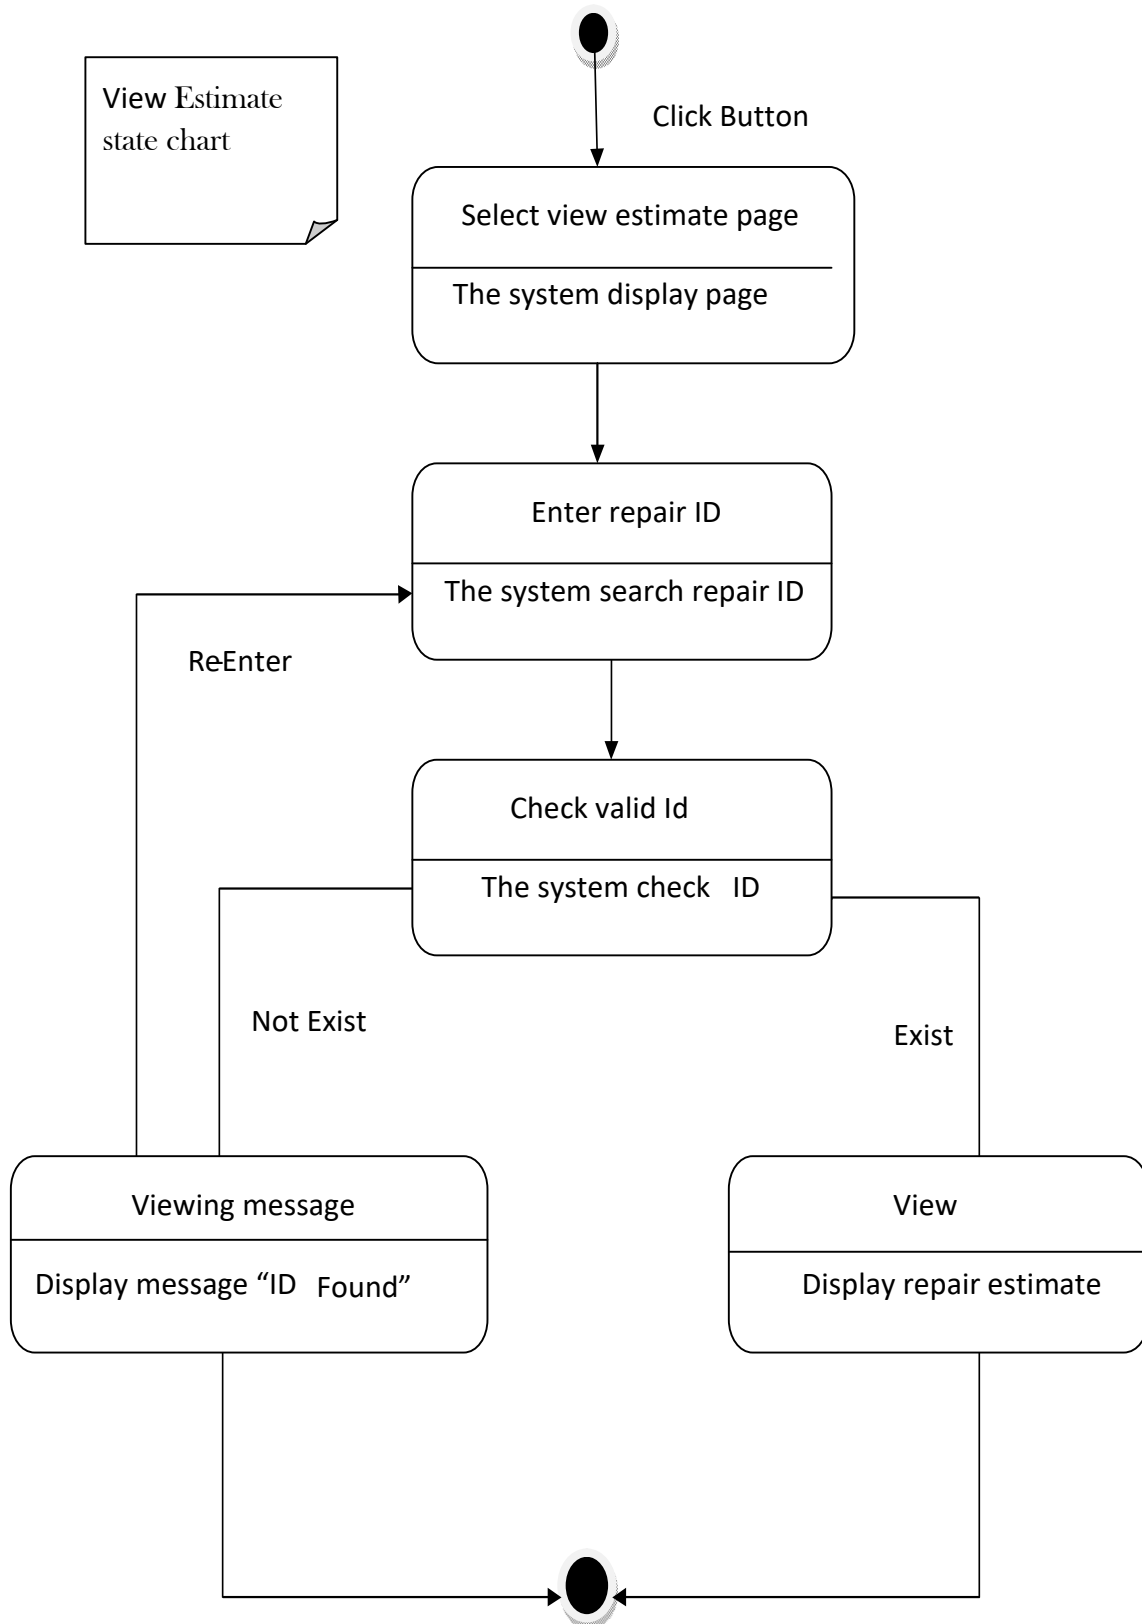 View Estimate
state chart
Click Button
Select view estimate page
The system display page
Enter repair ID
The system search repair ID
Re-Enter
Check valid Id
The system check ID
Not Exist
Exist
Viewing message
Display message “ID Found”
View
Display repair estimate